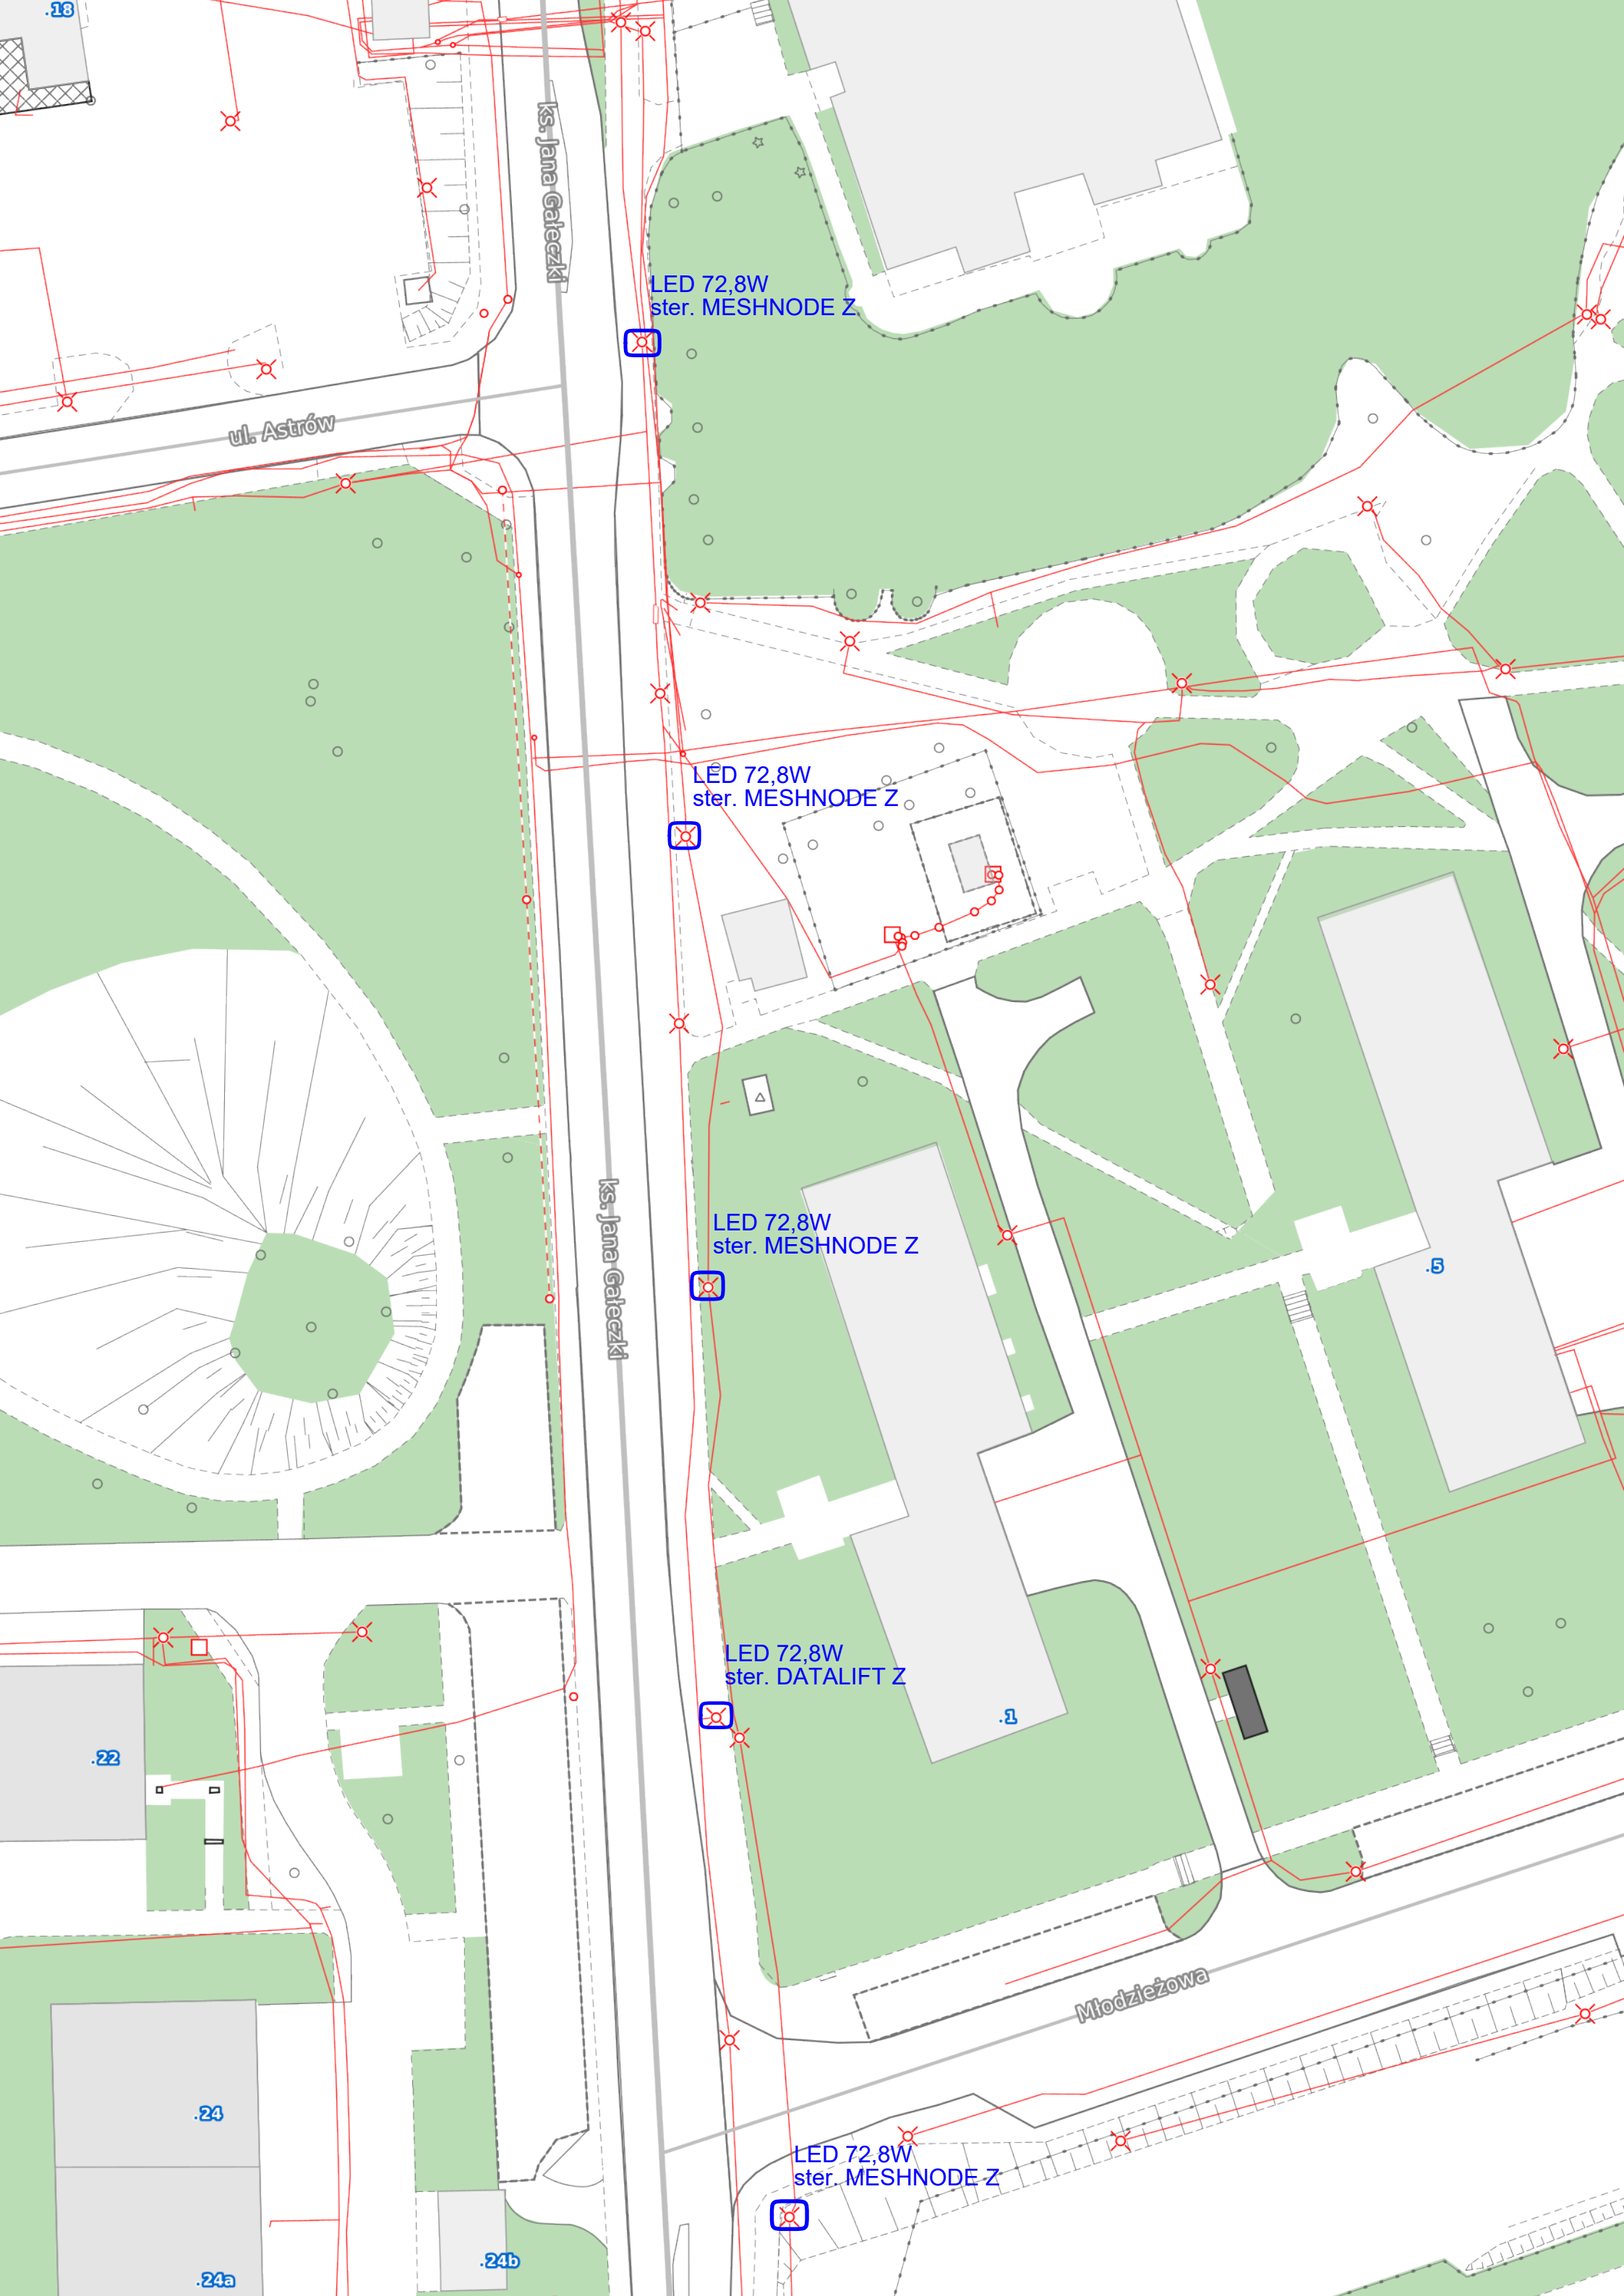 .18
ks. Jana Gałeczki
LED 72,8W
ster. MESHNODE Z
ul. Astrów
LED 72,8W
ster. MESHNODE Z
ks. Jana Gałeczki
LED 72,8W
ster. MESHNODE Z
.5
LED 72,8W
ster. DATALIFT Z
.1
.22
Młodzieżowa
.24
LED 72,8W
ster. MESHNODE Z
.24b
.24a